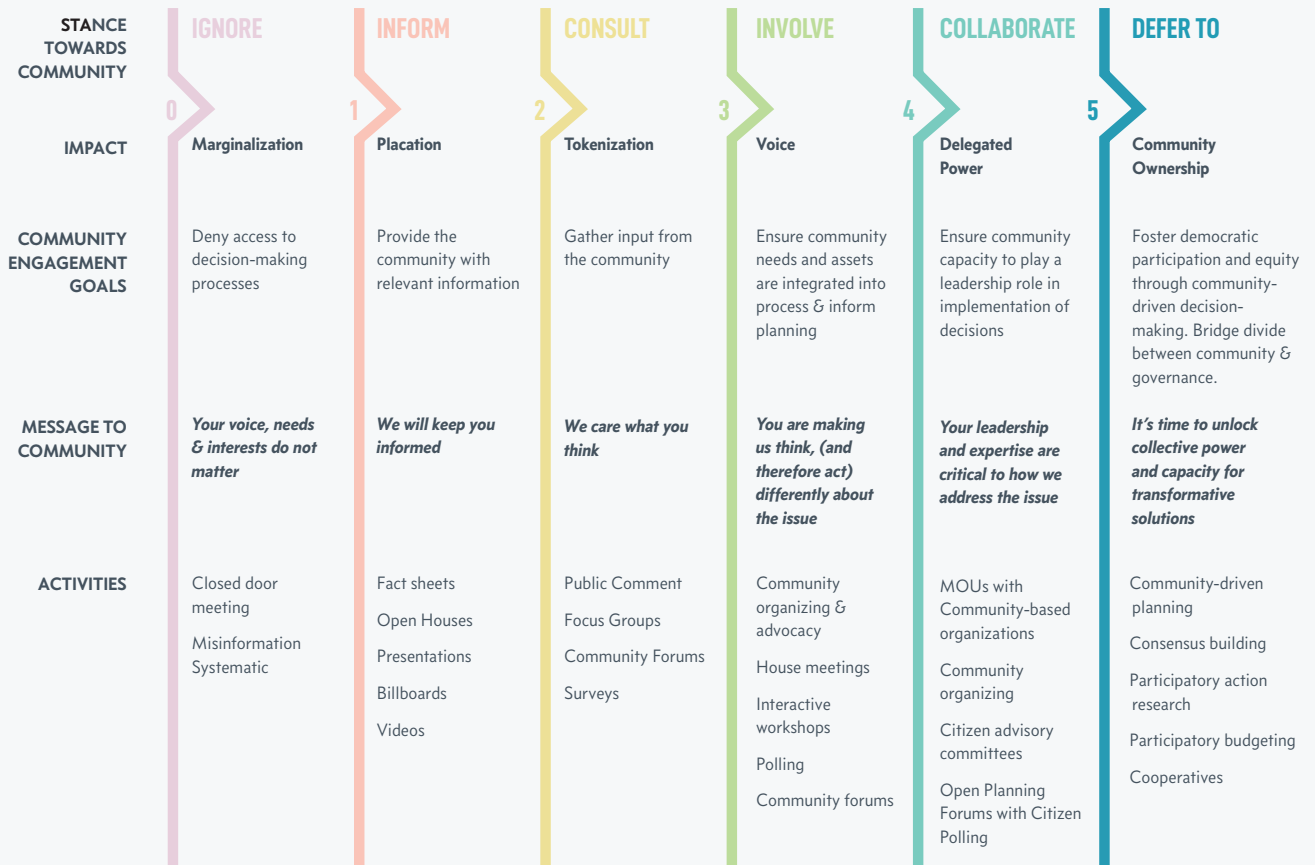 STANCE
TOWARDS
COMMUNITY
IGNORE
INFORM
CONSULT
INVOLVE
COLLABORATE
DEFER TO
0
1
2
3
4
5
IMPACT
Marginalization
Placation
Tokenization
Voice
Delegated
Power
Community
Ownership
COMMUNITY
ENGAGEMENT
GOALS
Deny access to
decision-making
processes
Provide the
community with
relevant information
Gather input from
the community
Ensure community
needs and assets
are integrated into
process & inform
planning
Ensure community
capacity to play a
leadership role in
implementation of
decisions
Foster democratic
participation and equity
through community-
driven decision-
making. Bridge divide
between community &
governance.
MESSAGE TO
COMMUNITY
Your voice, needs
& interests do not
matter
We will keep you
informed
We care what you
think
You are making
us think, (and
therefore act)
differently about
the issue
Your leadership
and expertise are
critical to how we
address the issue
It's time to unlock
collective power
and capacity for
transformative
solutions
ACTIVITIES
Closed door
meeting
Misinformation
Systematic
Fact sheets
Open Houses
Presentations
Billboards
Videos
Public Comment
Focus Groups
Community Forums
Surveys
Community
organizing &
advocacy
House meetings
Interactive
workshops
Polling
Community forums
MOUs with
Community-based
organizations
Community
organizing
Citizen advisory
committees
Open Planning
Forums with Citizen
Polling
Community-driven
planning
Consensus building
Participatory action
research
Participatory budgeting
Cooperatives